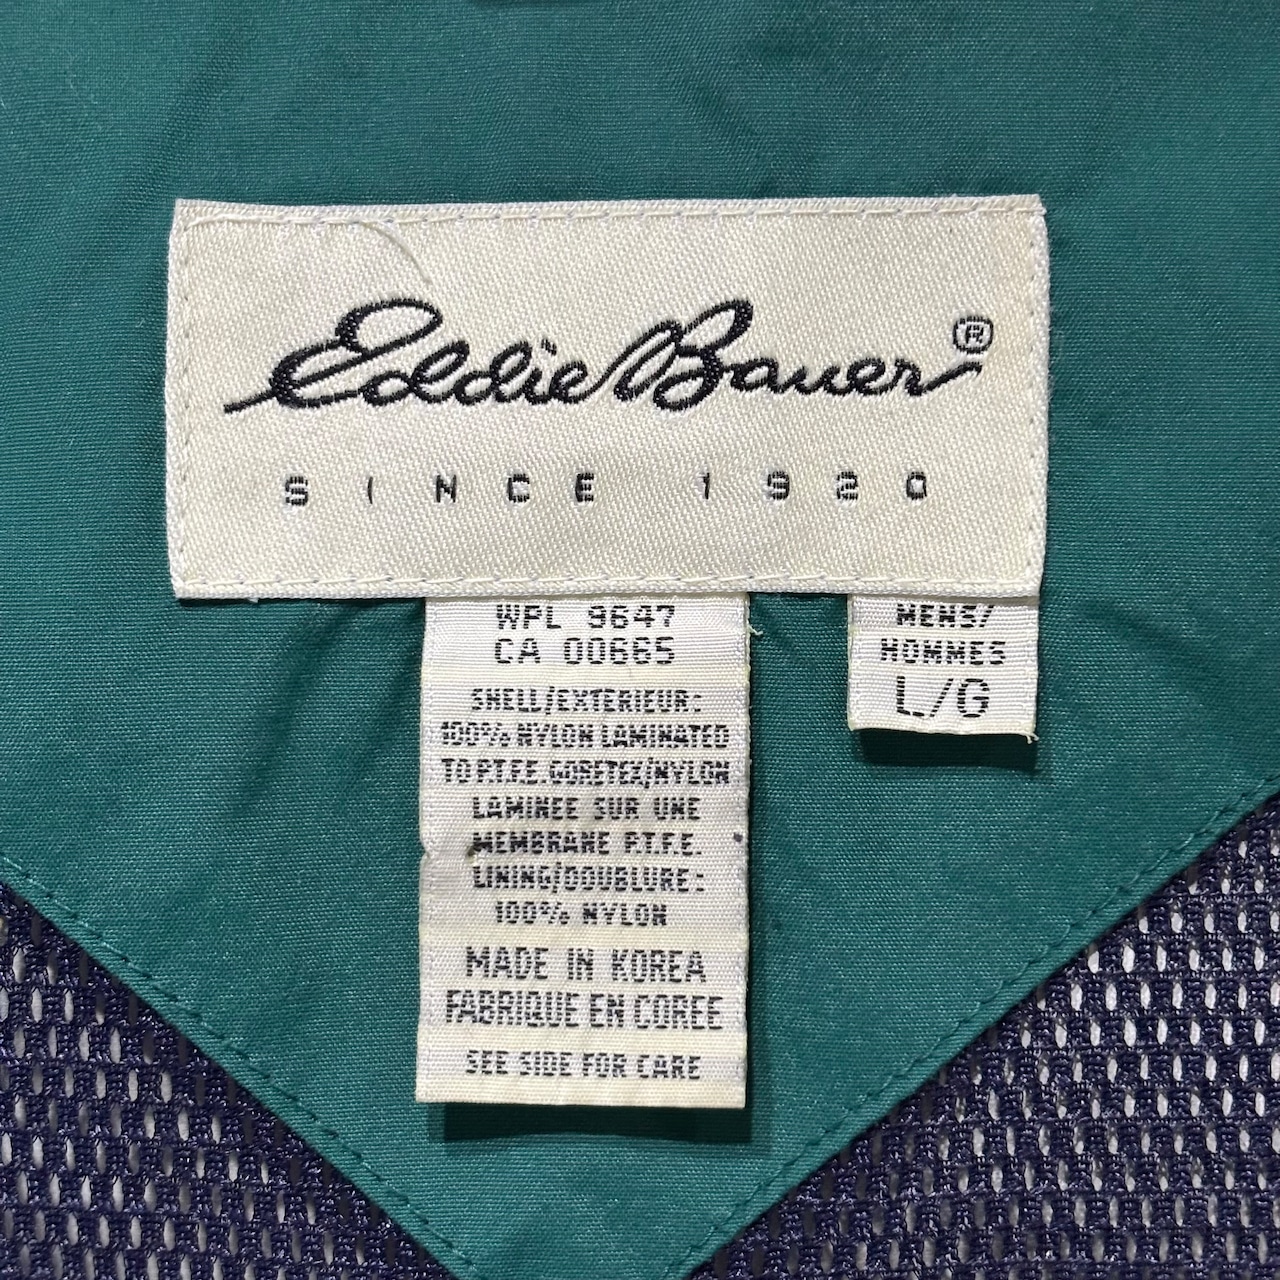 Eddie Bauer®
SINCE 1920
WPL 9647
CA 00665
SHELL/EXTERIEUR:
100% NYLON LAMINATED
TO P.T.F.E. GORETEX/NYLON
LAMINEE SUR UNE
MEMBRANE P.T.F.E.
LINING/DOUBLURE:
100% NYLON
MADE IN KOREA
FABRIQUE EN COREE
SEE SIDE FOR CARE
MENS/
HOMMES
L/G